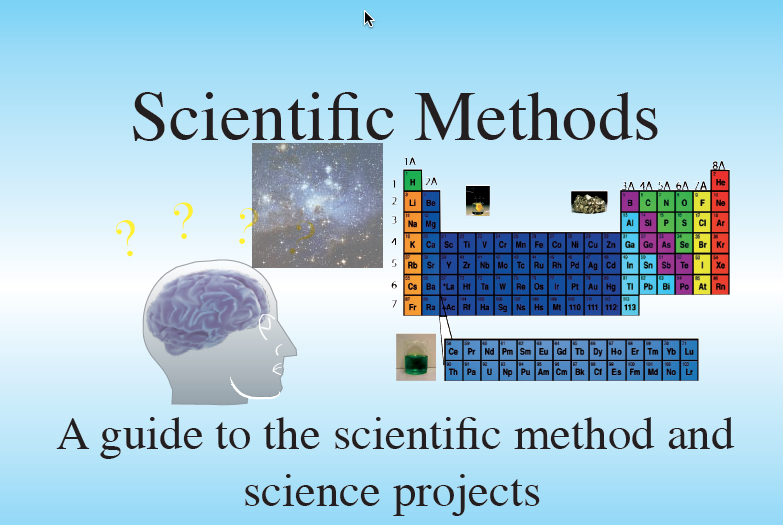 Scientific Methods
? ? ?
1A 8A
1 H He
2A 3A 4A 5A 6A 7A
2 Li Be B C N O F Ne
3 Na Mg Al Si P S Cl Ar
4 K Ca Sc Ti V Cr Mn Fe Co Ni Cu Zn Ga Ge As Se Br Kr
5 Rb Sr Y Zr Nb Mo Tc Ru Rh Pd Ag Cd In Sn Sb Te I Xe
6 Cs Ba *La Hf Ta W Re Os Ir Pt Au Hg Tl Pb Bi Po At Rn
7 Fr Ra +Ac Rf Ha Sg Ns Hs Mt 110 111 112 113
Ce Pr Nd Pm Sm Eu Gd Tb Dy Ho Er Tm Yb Lu
Th Pa U Np Pu Am Cm Bk Cf Es Fm Md No Lr
A guide to the scientific method and
science projects